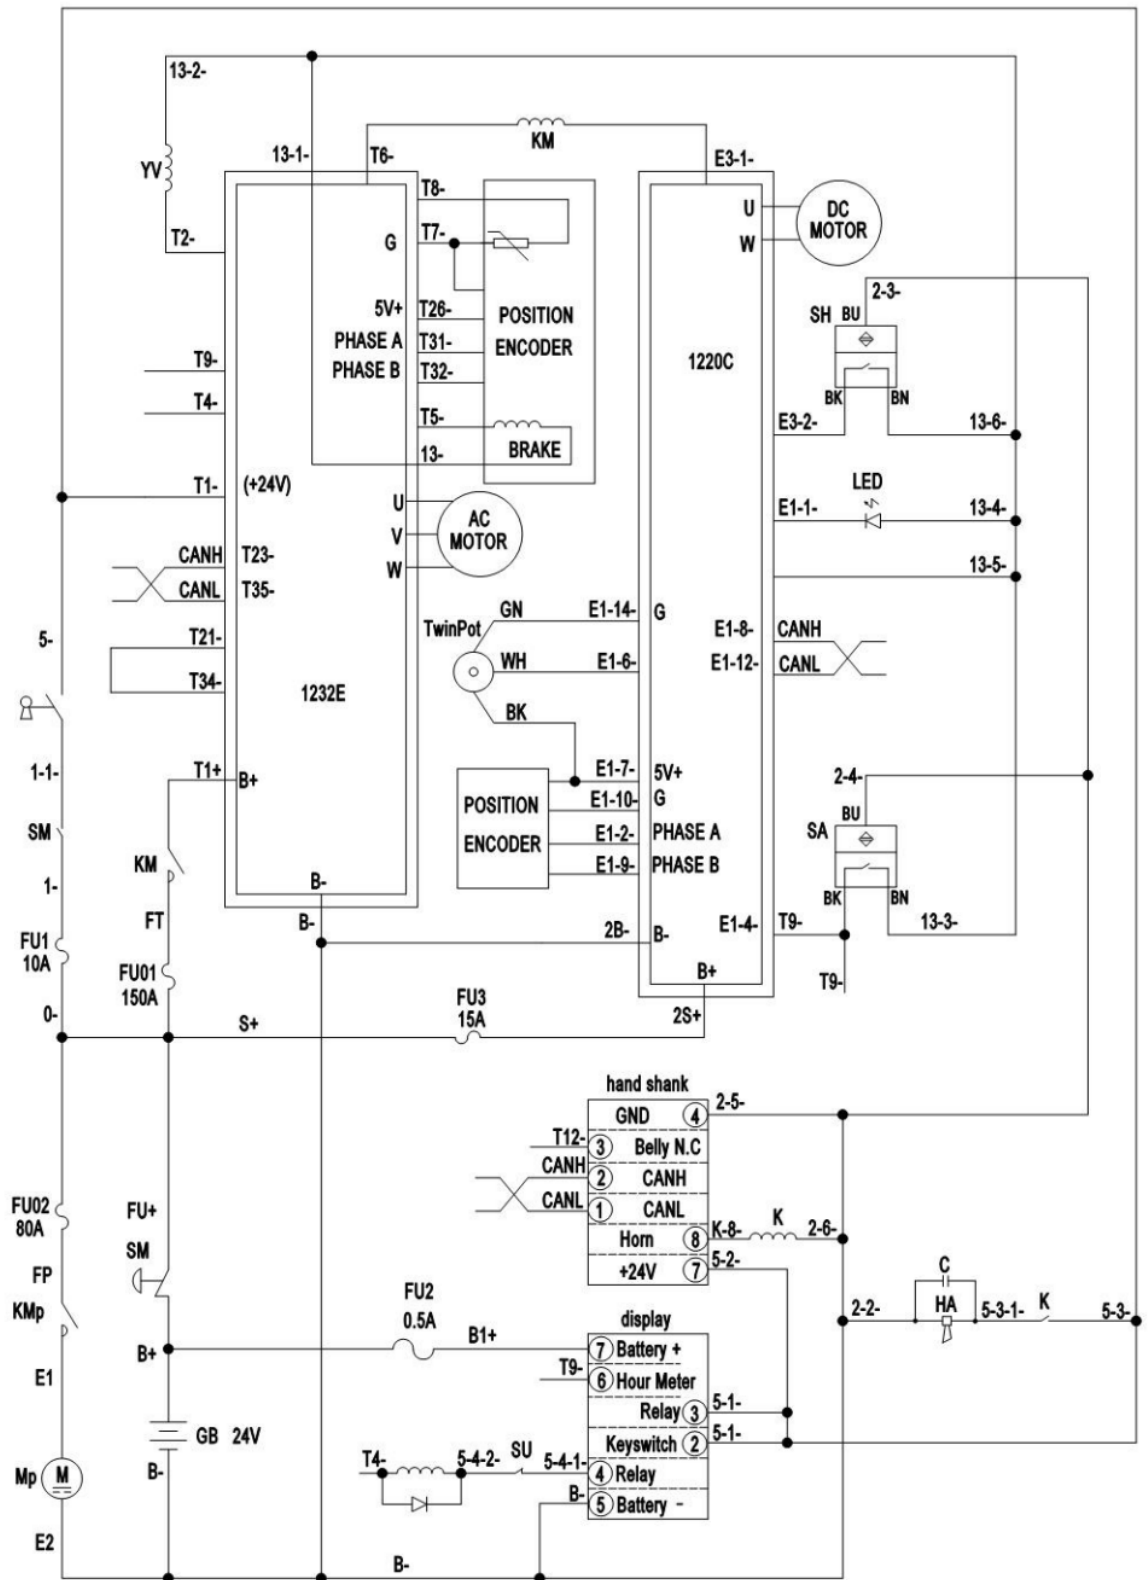 13-2-
YV
T2-
13-1-
T6-
KM
E3-1-
T8-
G
T7-
5V+
T26-
PHASE A
T31-
PHASE B
T32-
POSITION
ENCODER
T5-
13-
BRAKE
U
W
DC
MOTOR
2-3-
SH
BU
BK
BN
1220C
E3-2-
13-6-
LED
E1-1-
13-4-
13-5-
T9-
T4-
T1-
(+24V)
U
V
W
AC
MOTOR
CANH
T23-
CANL
T35-
T21-
T34-
1232E
5-
TwinPot
GN
E1-14-
G
WH
E1-6-
BK
E1-8-
CANH
E1-12-
CANL
1-1-
T1+
B+
SM
KM
1-
FT
POSITION
ENCODER
E1-7-
5V+
E1-10-
G
E1-2-
PHASE A
E1-9-
PHASE B
2-4-
SA
BU
BK
BN
B-
B-
2B-
B-
E1-4-
T9-
13-3-
T9-
FU1
10A
FU01
150A
0-
S+
FU3
15A
B+
2S+
hand shank
GND 4
2-5-
T12-
3 Belly N.C
CANH
2 CANH
CANL
1 CANL
Horn 8
K-8-
K
2-6-
+24V 7
5-2-
FU02
80A
FU+
FP
SM
KMp
FU2
0.5A
B+
B1+
display
7 Battery +
T9-
6 Hour Meter
Relay 3
5-1-
Keyswitch 2
5-1-
T4-
5-4-2-
SU
5-4-1-
4 Relay
B-
5 Battery -
2-2-
C
HA
5-3-1-
K
5-3-
E1
GB 24V
B-
Mp
M
E2
B-